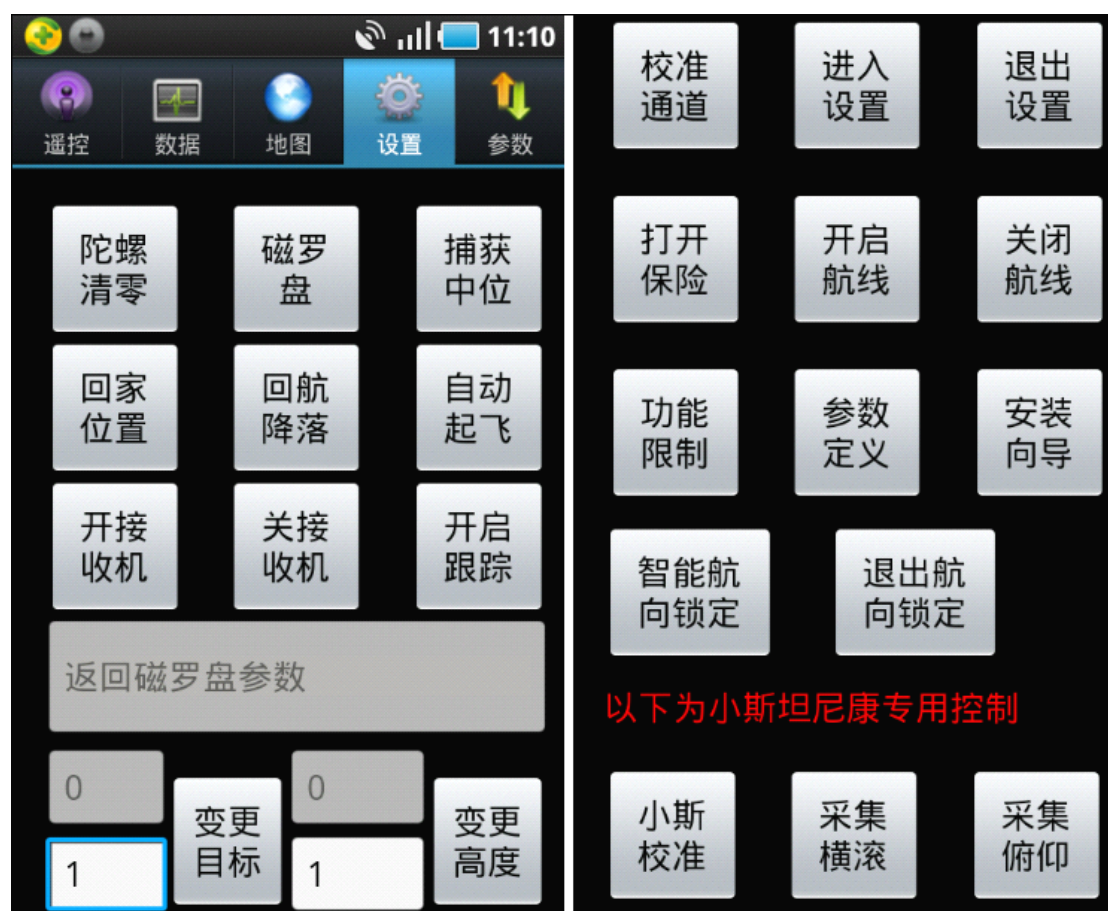 11:10
遥控
数据
地图
设置
参数
陀螺
清零
磁罗
盘
捕获
中位
回家
位置
回航
降落
自动
起飞
开接
收机
关接
收机
开启
跟踪
返回磁罗盘参数
0
1
变更
目标
0
1
变更
高度
校准
通道
进入
设置
退出
设置
打开
保险
开启
航线
关闭
航线
功能
限制
参数
定义
安装
向导
智能航
向锁定
退出航
向锁定
以下为小斯坦尼康专用控制
小斯
校准
采集
横滚
采集
俯仰